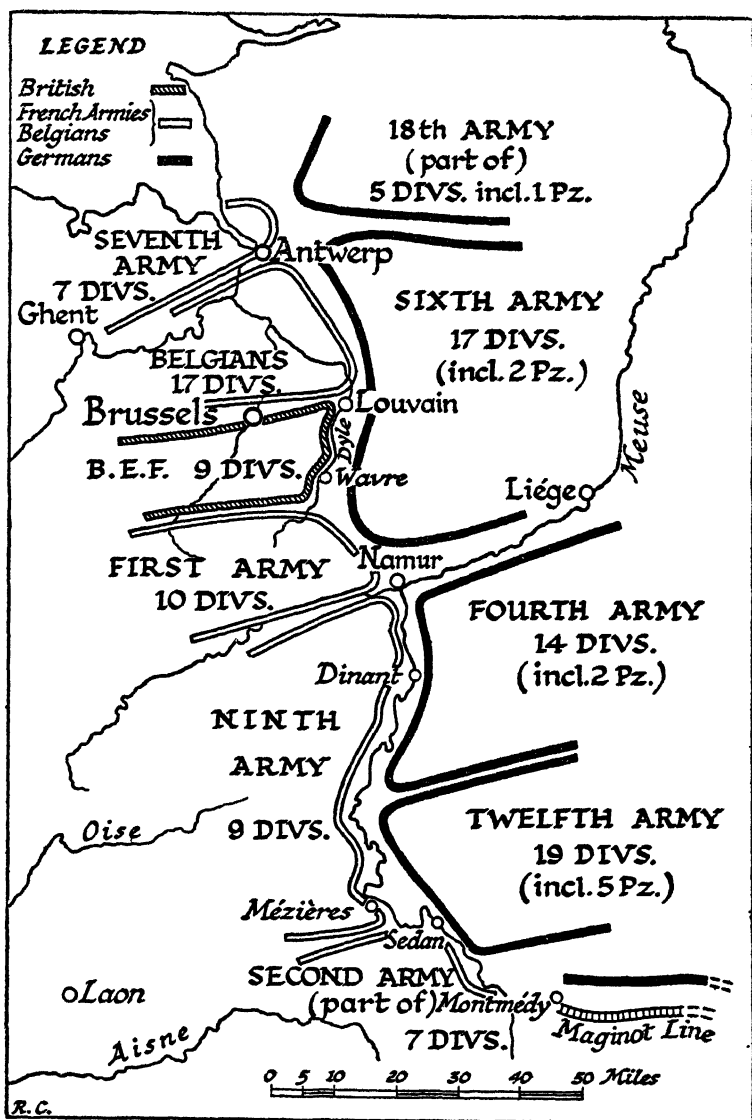 LEGEND
British
French Armies
Belgians
Germans
18th ARMY
(part of)
5 DIVS. incl. 1 Pz.
SEVENTH
ARMY
7 DIVS.
Antwerp
Ghent
SIXTH ARMY
17 DIVS.
(incl. 2 Pz.)
BELGIANS
17 DIVS.
Brussels
Louvain
Dyle
Meuse
B.E.F. 9 DIVS.
Wavre
Liége
Namur
FIRST ARMY
10 DIVS.
FOURTH ARMY
14 DIVS.
(incl. 2 Pz.)
Dinant
NINTH
ARMY
9 DIVS.
Oise
TWELFTH ARMY
19 DIVS.
(incl. 5 Pz.)
Mézières
Sedan
SECOND ARMY
(part of)
7 DIVS.
Montmédy
Maginot Line
Laon
Aisne
0 5 10 20 30 40 50 Miles
R.C.